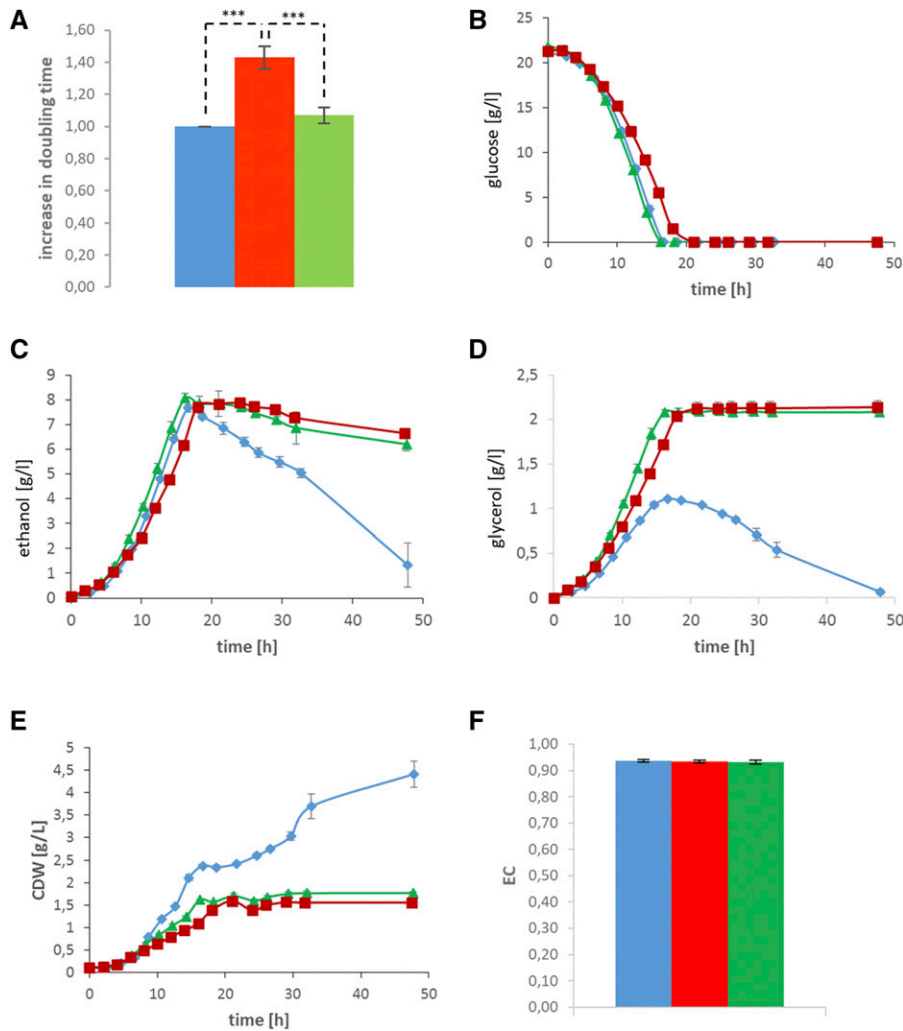 A
*** ***
increase in doubling time
1,60
1,40
1,20
1,00
0,80
0,60
0,40
0,20
0,00
B
glucose [g/l]
25
20
15
10
5
0
0 10 20 30 40 50
time [h]
C
ethanol [g/l]
9
8
7
6
5
4
3
2
1
0
0 10 20 30 40 50
time [h]
D
glycerol [g/l]
2,5
2
1,5
1
0,5
0
0 10 20 30 40 50
time [h]
E
CDW [g/L]
5
4,5
4
3,5
3
2,5
2
1,5
1
0,5
0
0 10 20 30 40 50
time [h]
F
EC
1,00
0,90
0,80
0,70
0,60
0,50
0,40
0,30
0,20
0,10
0,00